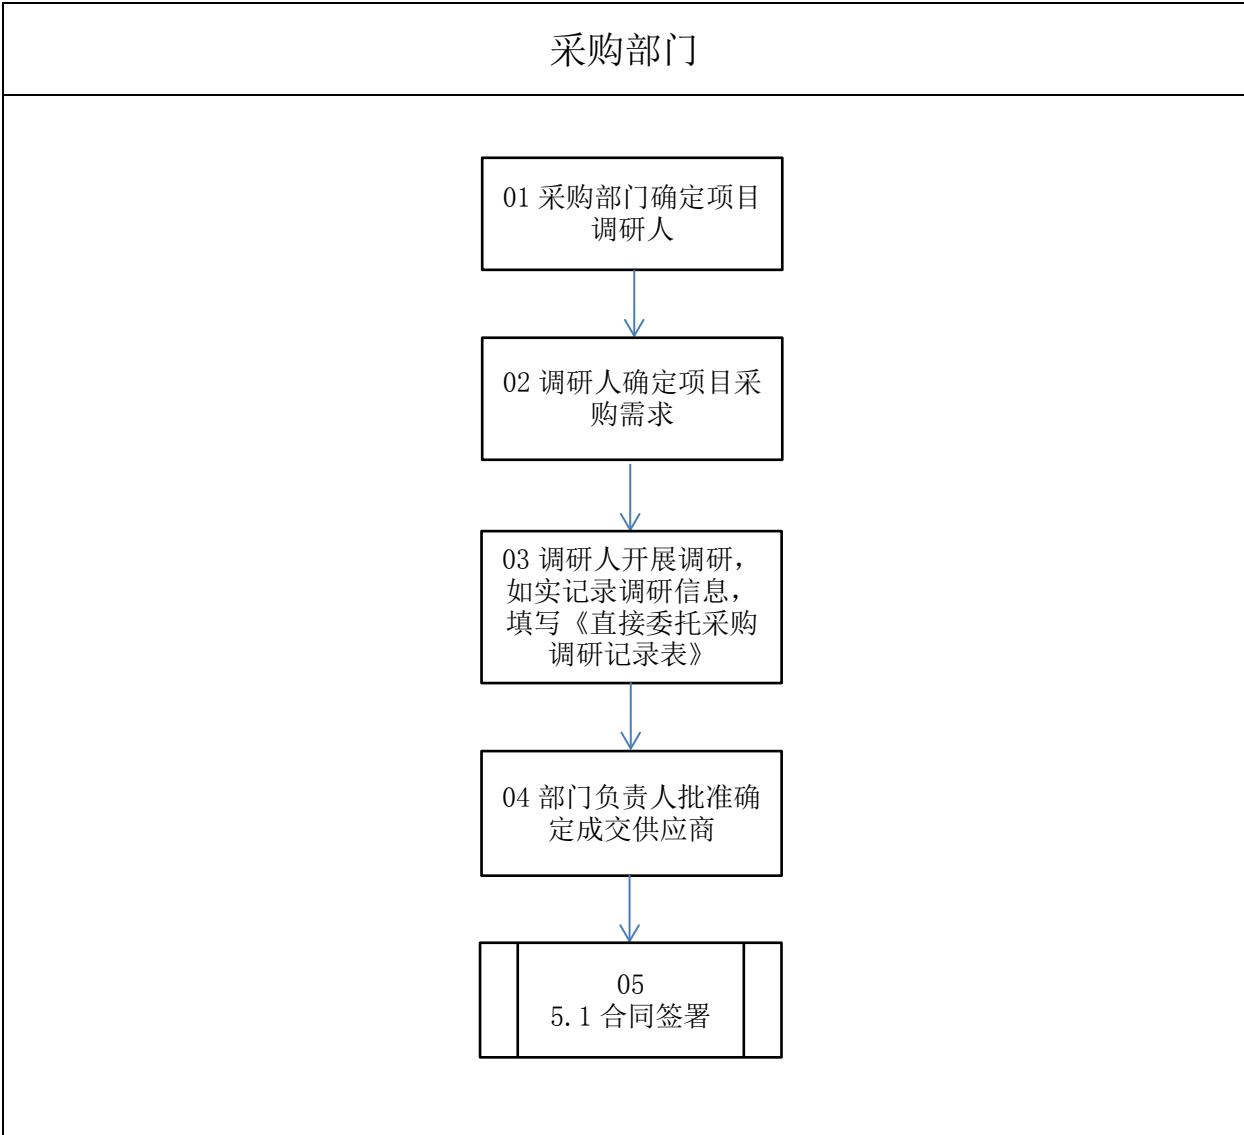 采购部门
01 采购部门确定项目
调研人
02 调研人确定项目采
购需求
03 调研人开展调研，
如实记录调研信息，
填写《直接委托采购
调研记录表》
04 部门负责人批准确
定成交供应商
05
5.1 合同签署